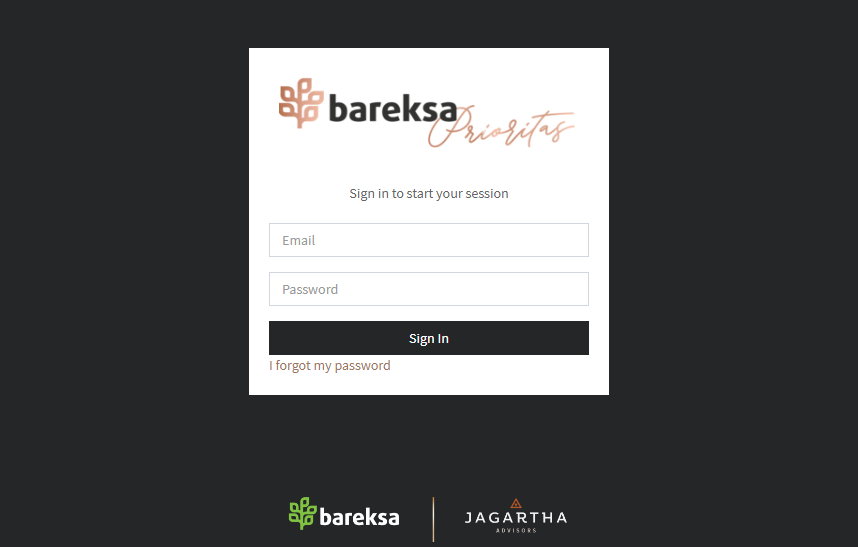 bareksa
Prioritas
Sign in to start your session
Email
Password
Sign In
I forgot my password
bareksa
JAGARTHA
ADVISORS